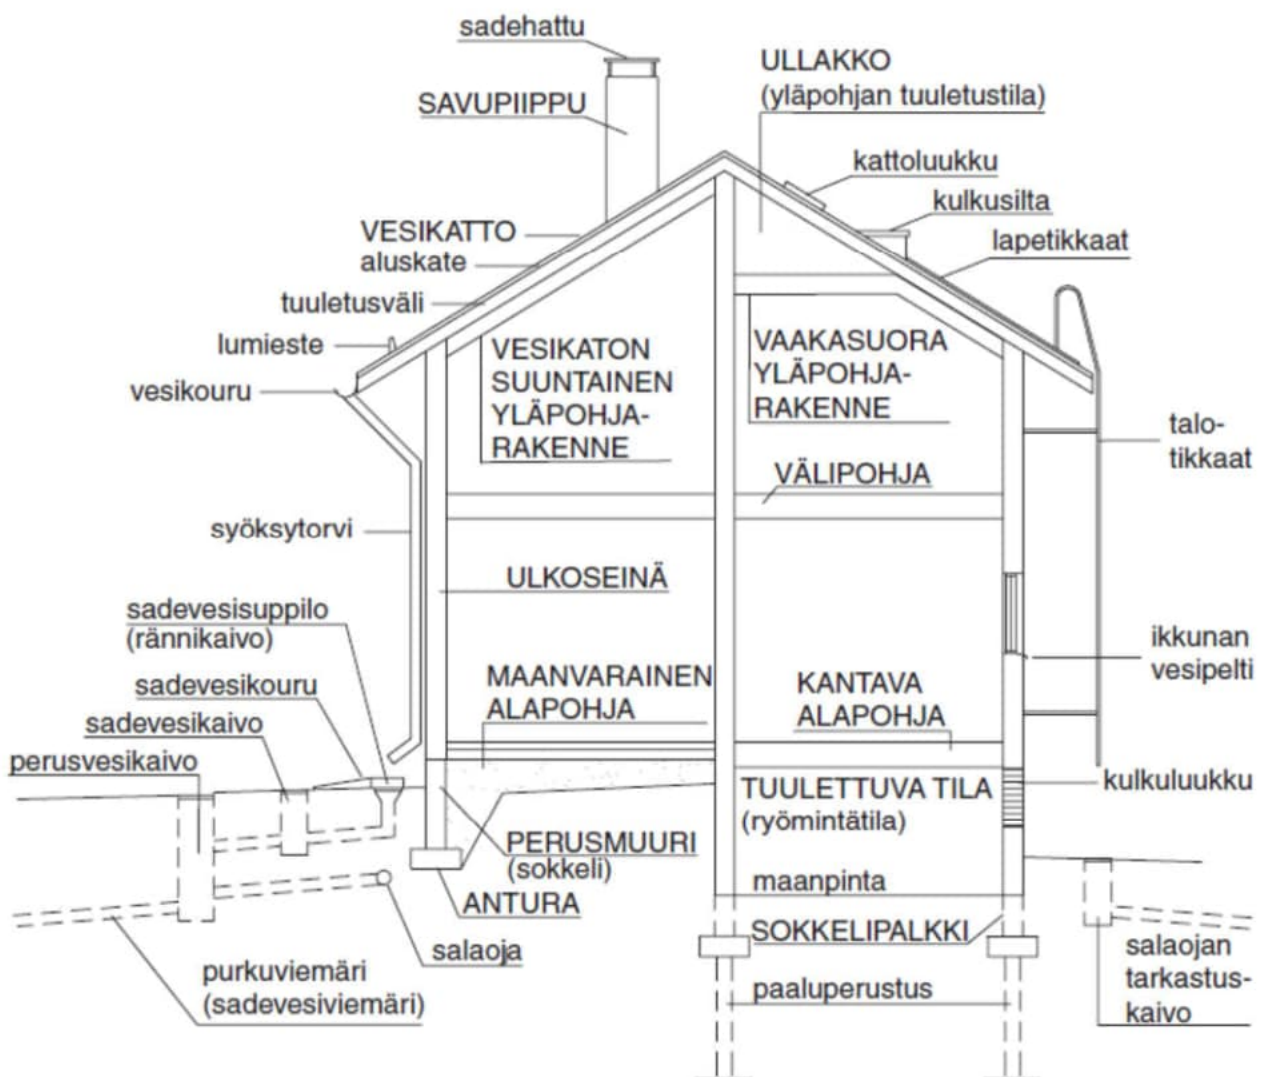 sadehattu
ULLAKKO
(yläpohjan tuuletustila)
SAVUPIIPPU
kattoluukku
kulkusilta
VESIKATTO
lapetikkaat
aluskate
tuuletusväli
lumieste
VESIKATON
SUUNTAINEN
YLÄPOHJA-
RAKENNE
VAAKASUORA
YLÄPOHJA-
RAKENNE
vesikouru
talo-
tikkaat
VÄLIPOHJA
syöksytorvi
ULKOSEINÄ
sadevesisuppilo
(rännikaivo)
ikkunan
vesipelti
sadevesikouru
MAANVARAINEN
ALAPOHJA
KANTAVA
ALAPOHJA
sadevesikaivo
perusvesikaivo
TUULETTUVA TILA
(ryömintätila)
kulkuluukku
PERUSMUURI
(sokkeli)
maanpinta
ANTURA
SOKKELIPALKKI
salaoja
salaojan
tarkastus-
kaivo
purkuviemäri
(sadevesiviemäri)
paaluperustus